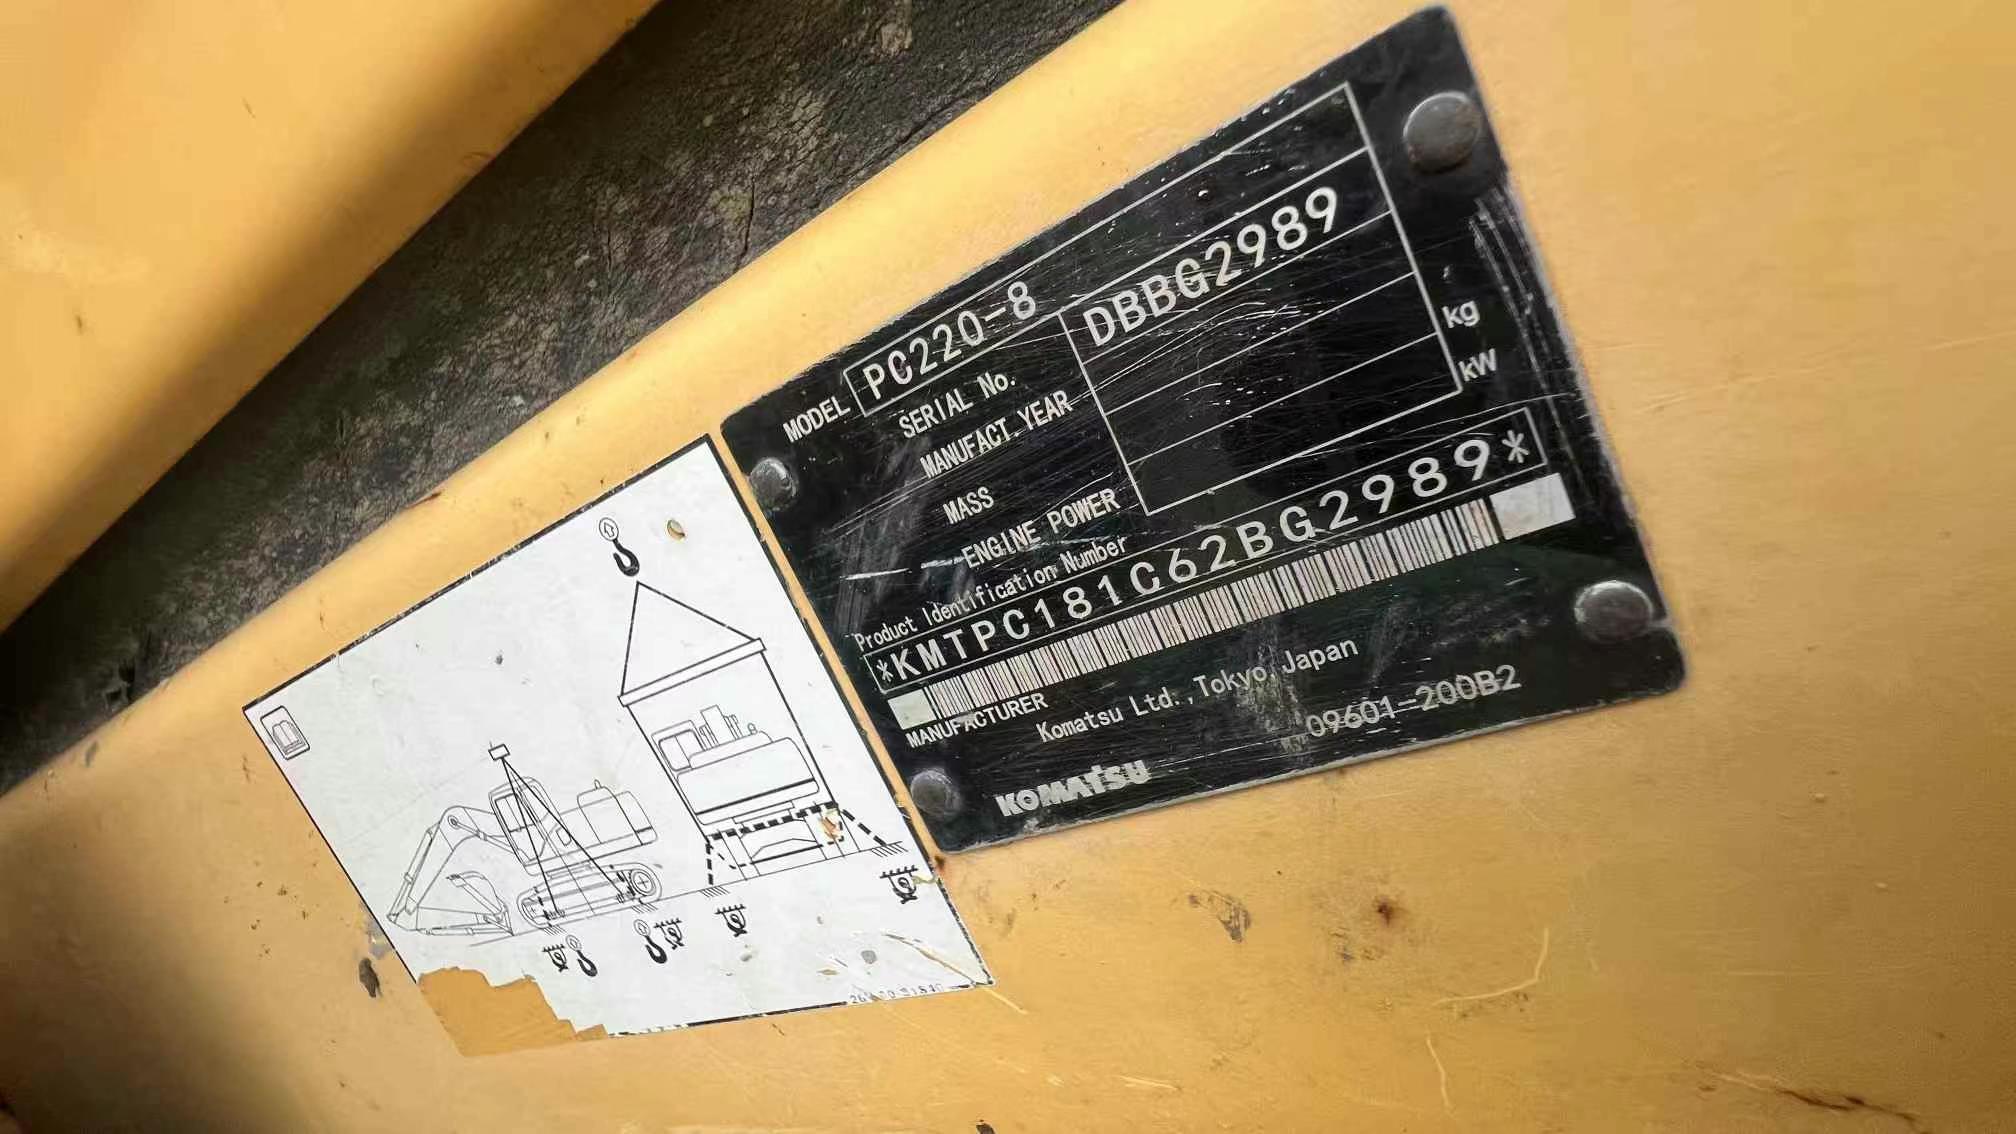 MODEL PC220-8
SERIAL No. DBBG2989
MANUFACT. YEAR
MASS kg
ENGINE POWER kW
Product Identification Number
*KMTPC181C62BG2989*
MANUFACTURER
Komatsu Ltd., Tokyo, Japan
09601-200B2
KOMATSU